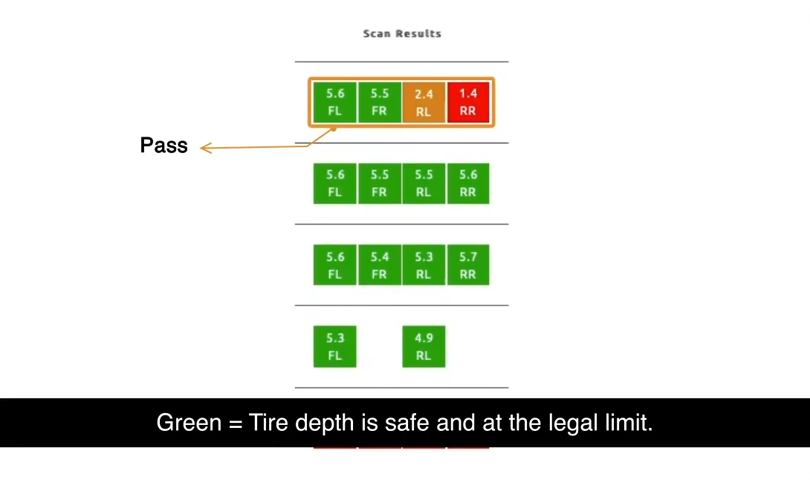 Scan Results
5.6 5.5 2.4 1.4
FL FR RL RR
Pass
5.6 5.5 5.5 5.6
FL FR RL RR
5.6 5.4 5.3 5.7
FL FR RL RR
5.3 4.9
FL RL
Green = Tire depth is safe and at the legal limit.